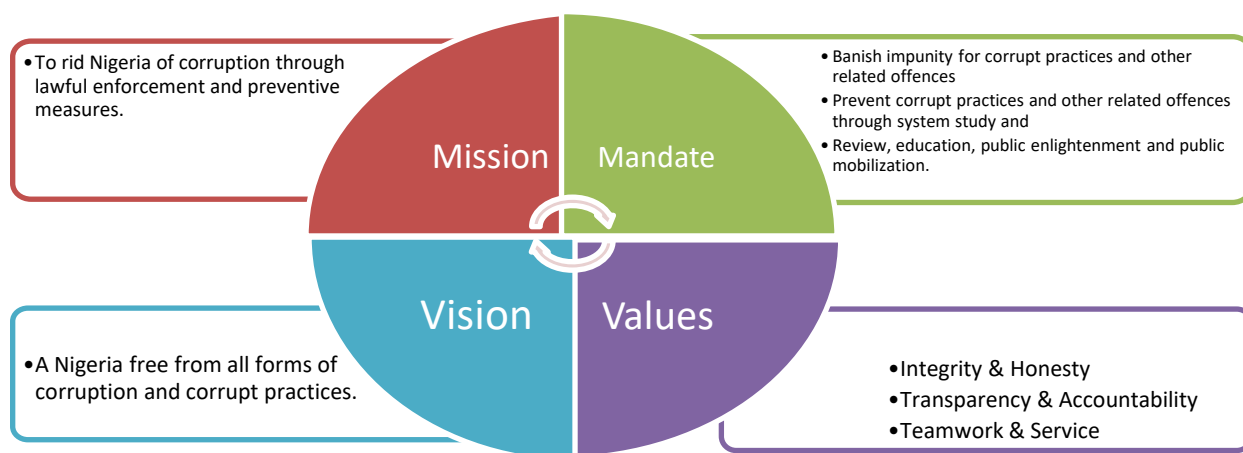 •To rid Nigeria of corruption through
lawful enforcement and preventive
measures.
Mission
Mandate
• Banish impunity for corrupt practices and other
related offences
• Prevent corrupt practices and other related offences
through system study and
• Review, education, public enlightenment and public
mobilization.
Vision
•A Nigeria free from all forms of
corruption and corrupt practices.
Values
•Integrity & Honesty
•Transparency & Accountability
•Teamwork & Service